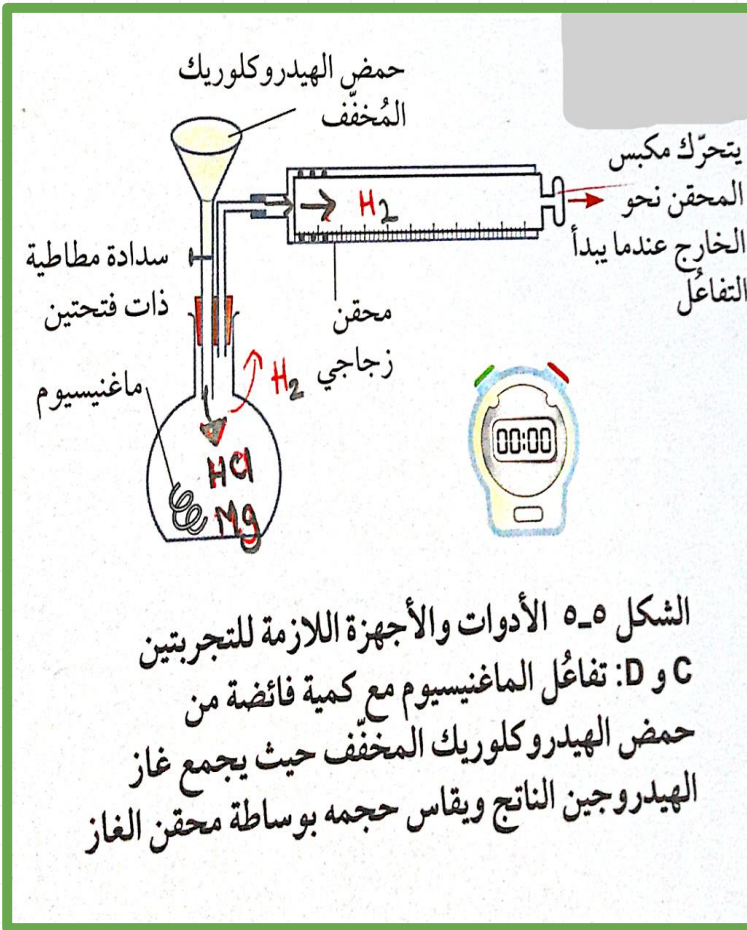 حمض الهيدروكلوريك
المُخفَّف
يتحرّك مكبس
المحقن نحو
الخارج عندما يبدأ
التفاعُل
H2
سدادة مطاطية
ذات فتحتين
محقن
زجاجي
H2
ماغنيسيوم
HCl
Mg
00:00
الشكل ٥-٥ الأدوات والأجهزة اللازمة للتجربتين
C و D: تفاعُل الماغنيسيوم مع كمية فائضة من
حمض الهيدروكلوريك المخفّف حيث يجمع غاز
الهيدروجين الناتج ويقاس حجمه بوساطة محقن الغاز